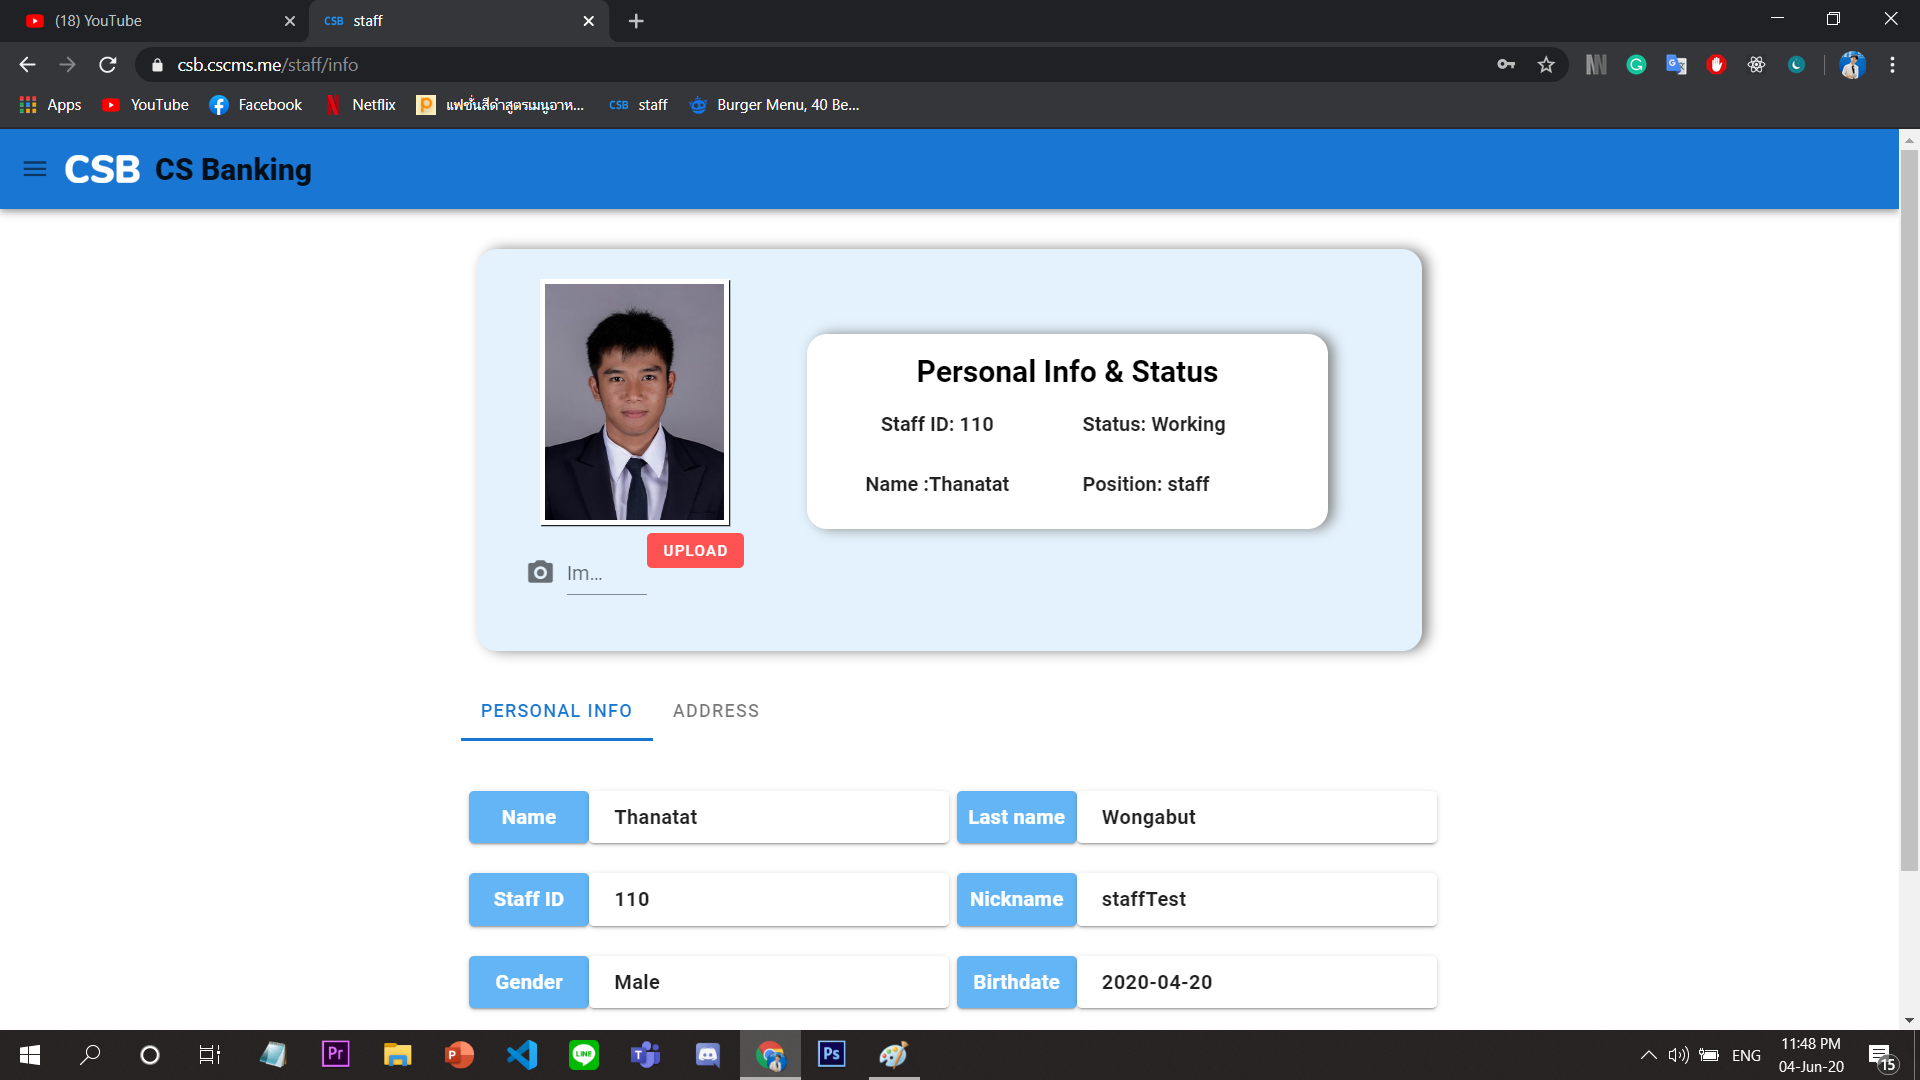 (18) YouTube
CSB staff
csb.cscms.me/staff/info
Apps YouTube Facebook Netflix แฟชั่นสีดำสูตรเมนูอาห... CSB staff Burger Menu, 40 Be...
CSB CS Banking
Personal Info & Status
Staff ID: 110 Status: Working
Name :Thanatat Position: staff
UPLOAD
Im...
PERSONAL INFO ADDRESS
Name Thanatat Last name Wongabut
Staff ID 110 Nickname staffTest
Gender Male Birthdate 2020-04-20
Pr P LINE T Ps
ENG 11:48 PM
04-Jun-20
15